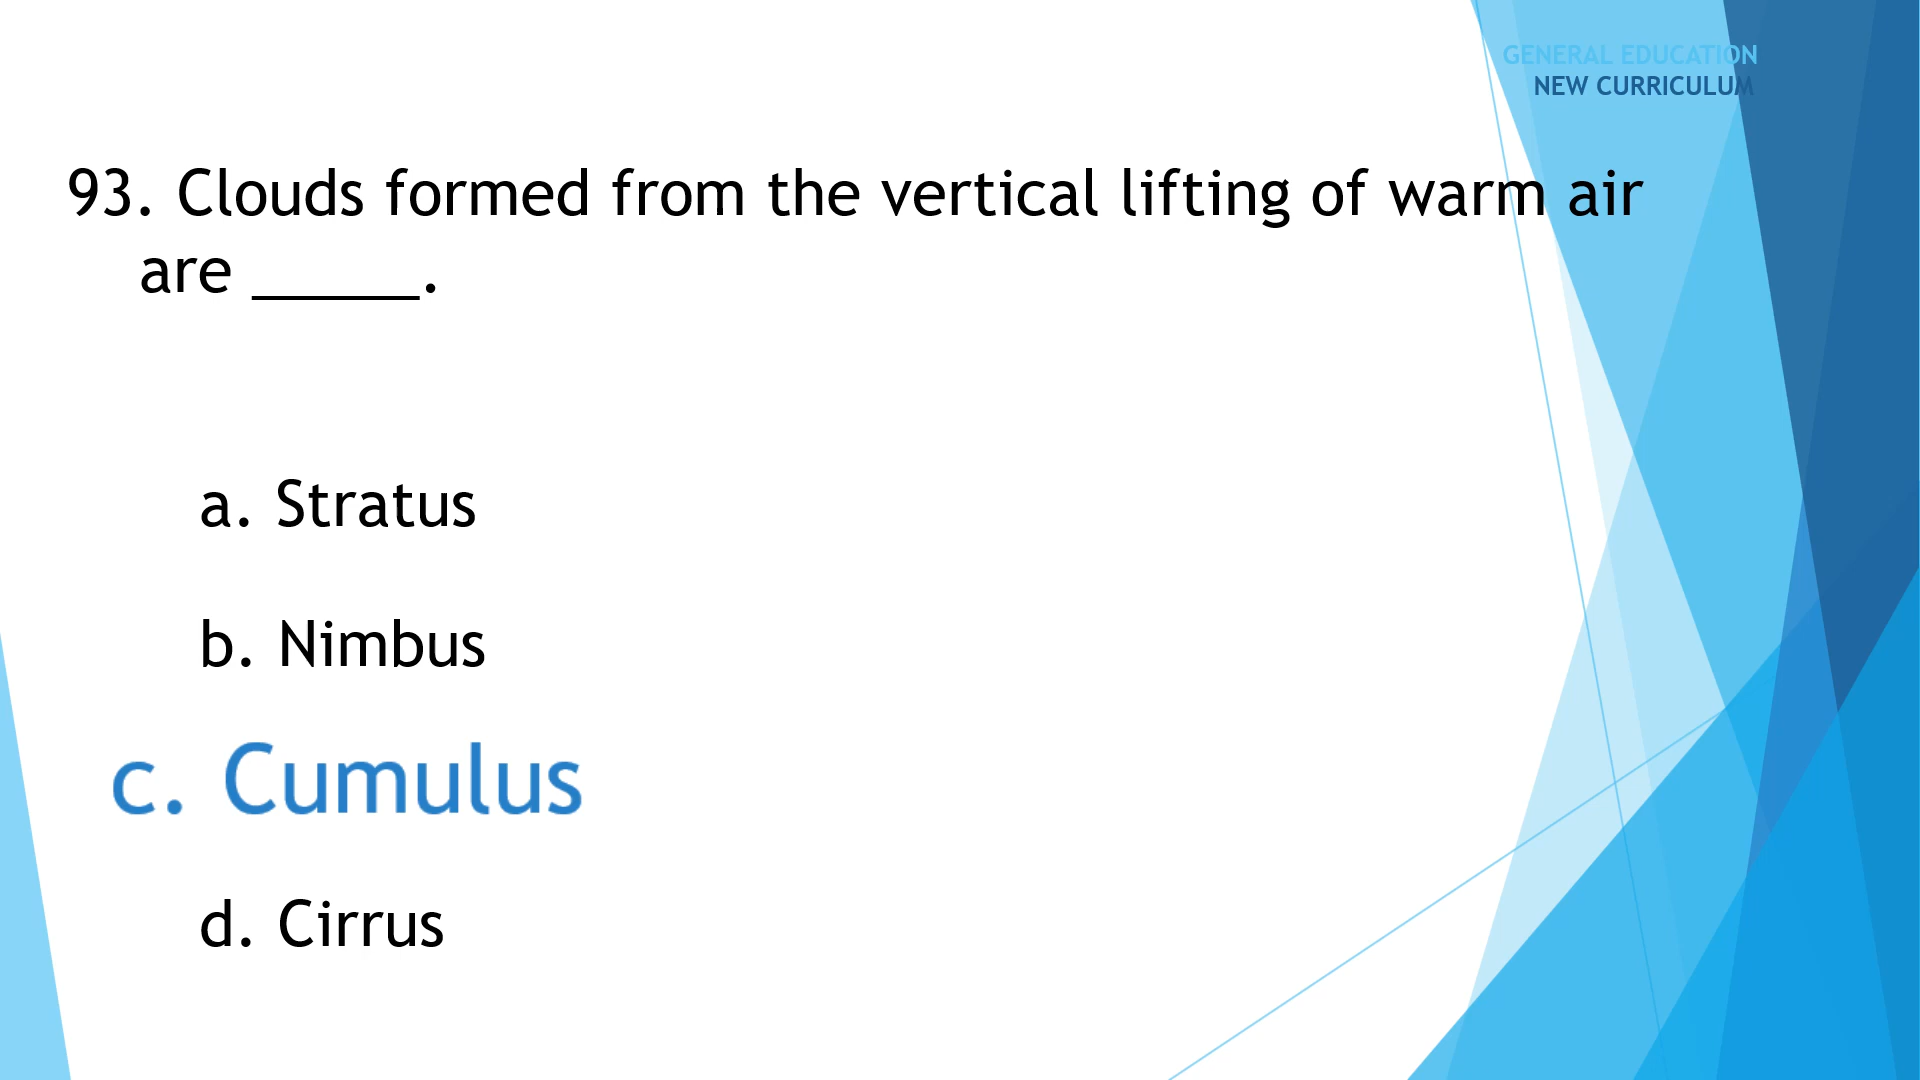 GENERAL EDUCATION
NEW CURRICULUM
93. Clouds formed from the vertical lifting of warm air
are _____.
a. Stratus
b. Nimbus
c. Cumulus
d. Cirrus